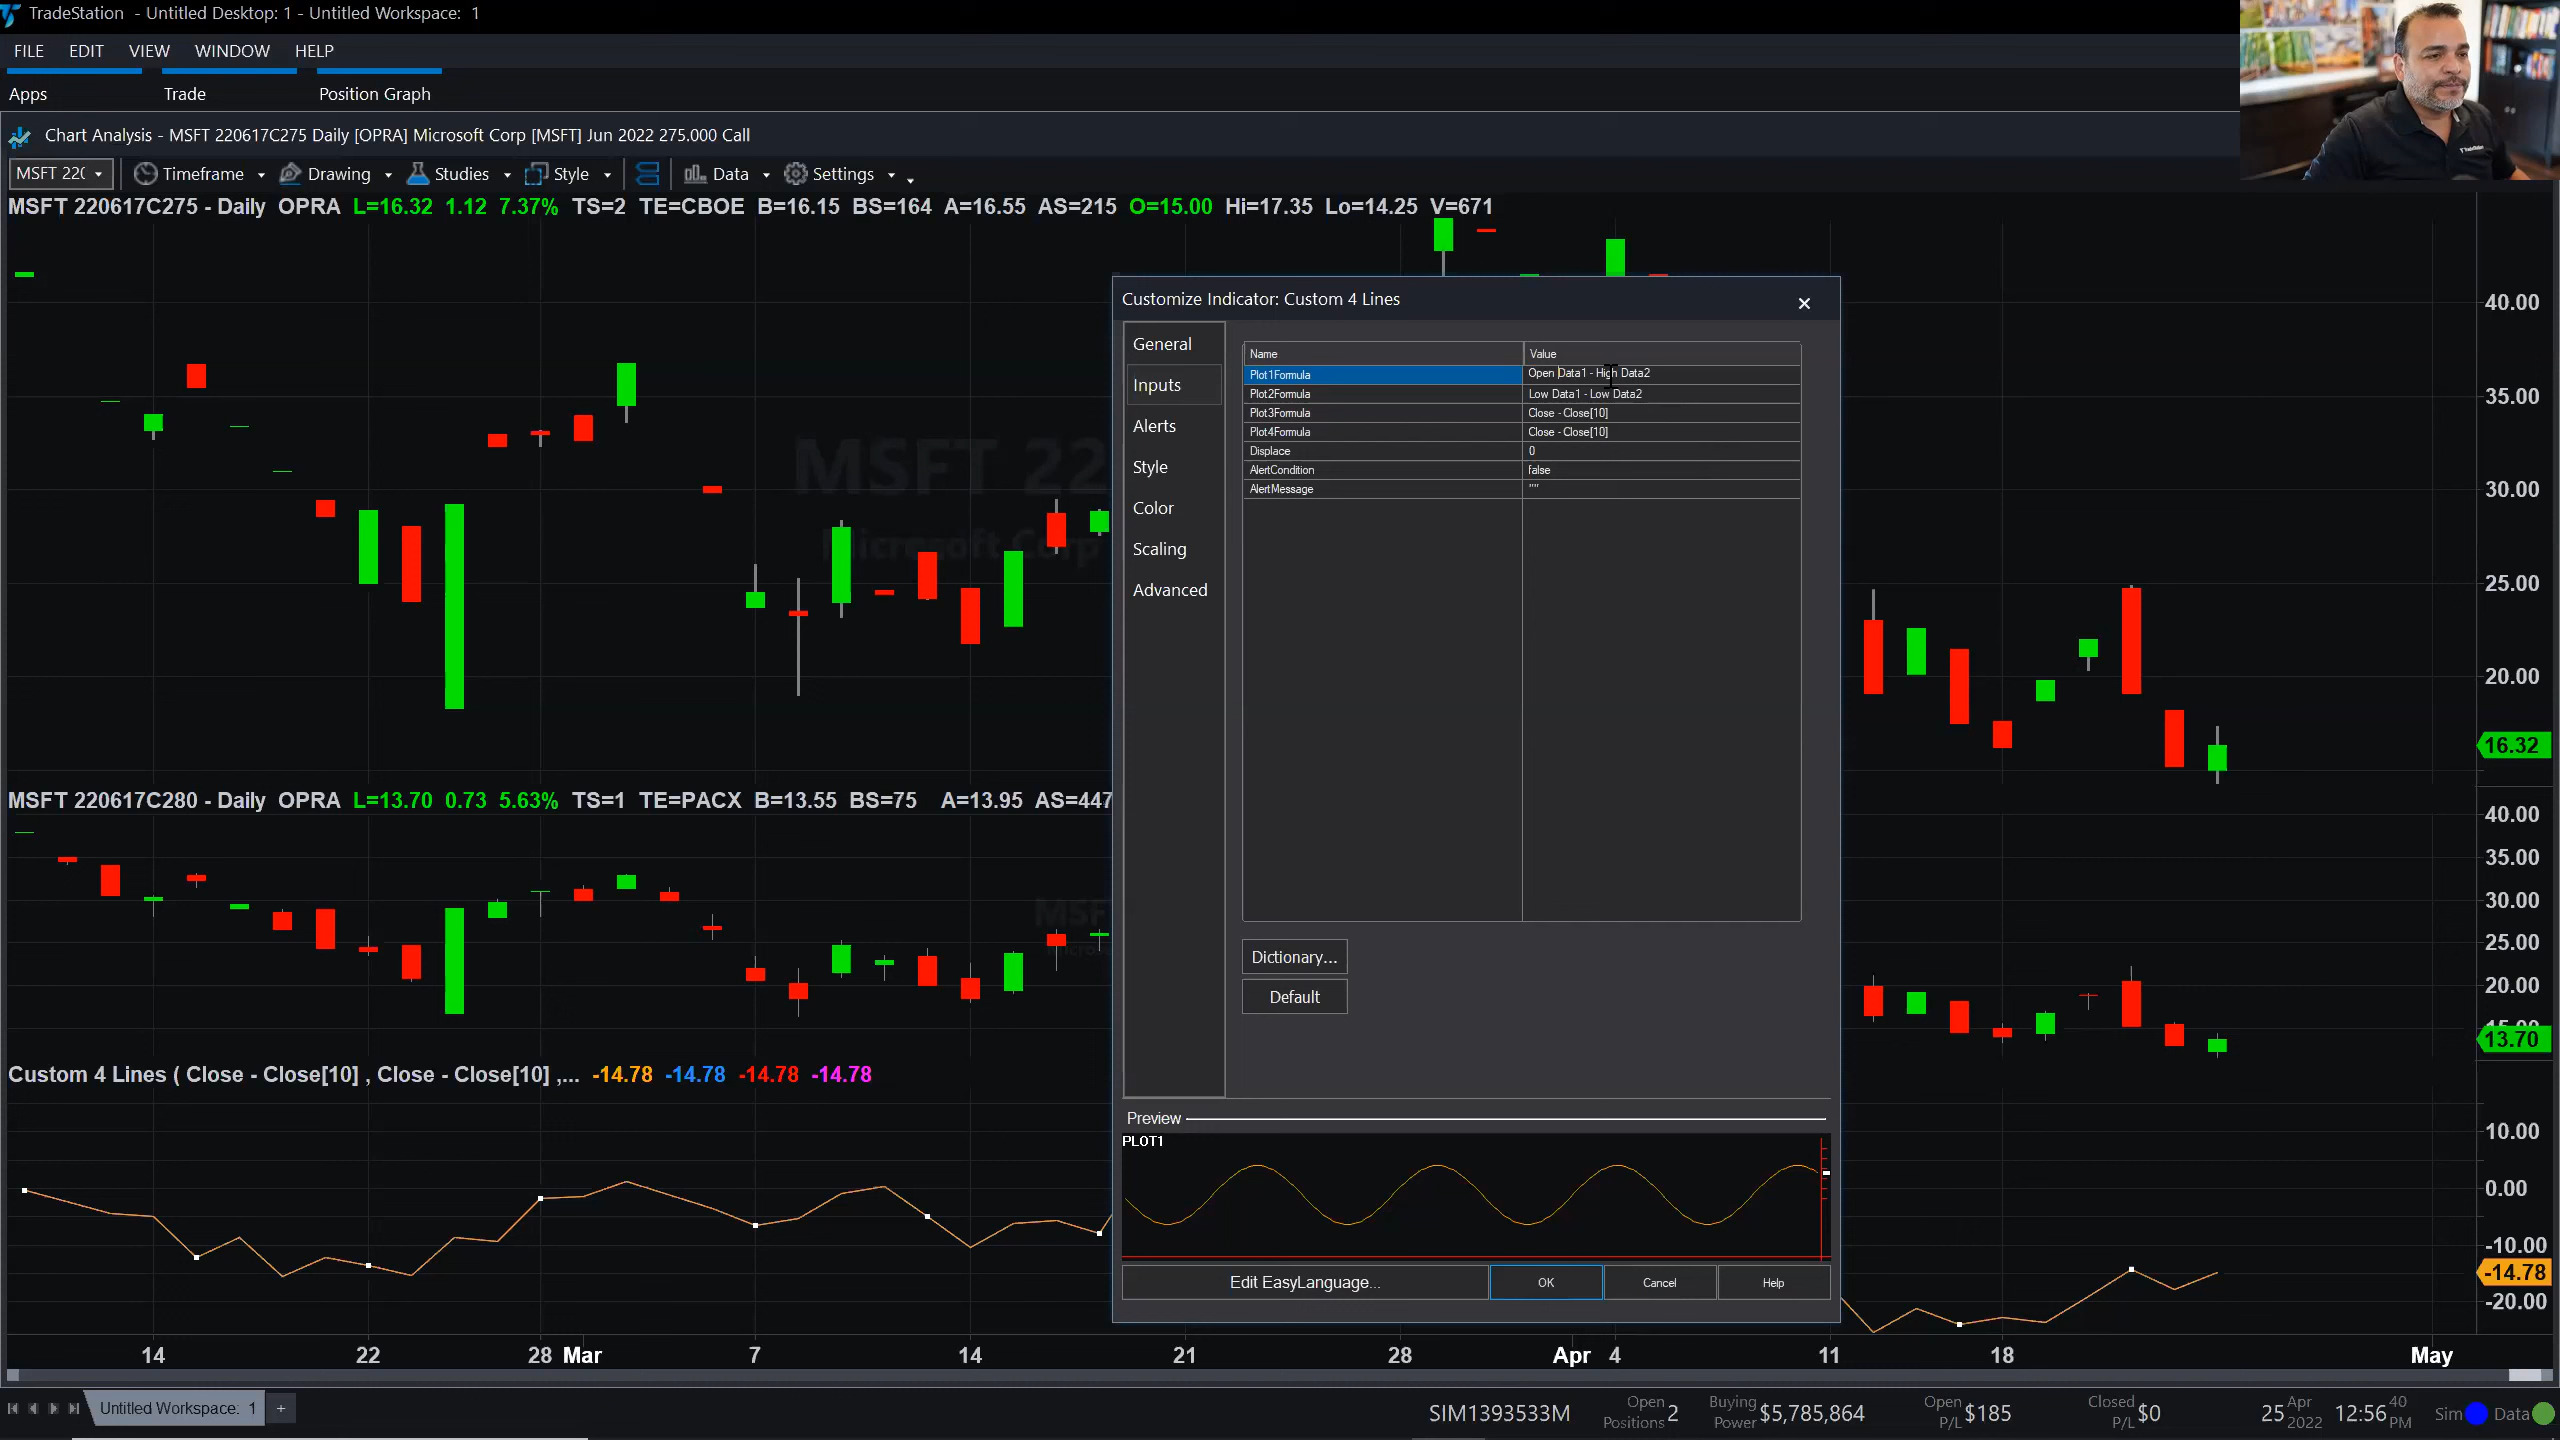 TradeStation - Untitled Desktop: 1 - Untitled Workspace: 1
FILE EDIT VIEW WINDOW HELP
Apps Trade Position Graph
Chart Analysis - MSFT 220617C275 Daily [OPRA] Microsoft Corp [MSFT] Jun 2022 275.000 Call
MSFT 22( Timeframe Drawing Studies Style Data Settings
MSFT 220617C275 - Daily OPRA L=16.32 1.12 7.37% TS=2 TE=CBOE B=16.15 BS=164 A=16.55 AS=215 O=15.00 Hi=17.35 Lo=14.25 V=671
40.00
35.00
30.00
25.00
20.00
16.32
MSFT 22
Microsoft Corp
Customize Indicator: Custom 4 Lines
General
Inputs
Alerts
Style
Color
Scaling
Advanced
Name Value
Plot1Formula Open Data1 - High Data2
Plot2Formula Low Data1 - Low Data2
Plot3Formula Close - Close[10]
Plot4Formula Close - Close[10]
Displace 0
AlertCondition false
AlertMessage ""
Dictionary...
Default
Preview
PLOT1
Edit EasyLanguage... OK Cancel Help
MSFT 220617C280 - Daily OPRA L=13.70 0.73 5.63% TS=1 TE=PACX B=13.55 BS=75 A=13.95 AS=447
40.00
35.00
30.00
25.00
20.00
15.00
13.70
Custom 4 Lines ( Close - Close[10] , Close - Close[10] ,... -14.78 -14.78 -14.78 -14.78
10.00
0.00
-10.00
-14.78
-20.00
14 22 28 Mar 7 14 21 28 Apr 4 11 18 May
Untitled Workspace: 1 +
SIM1393533M Open Positions 2 Buying Power $5,785,864 Open P/L $185 Closed P/L $0 25 Apr 2022 12:56 40 PM Sim Data